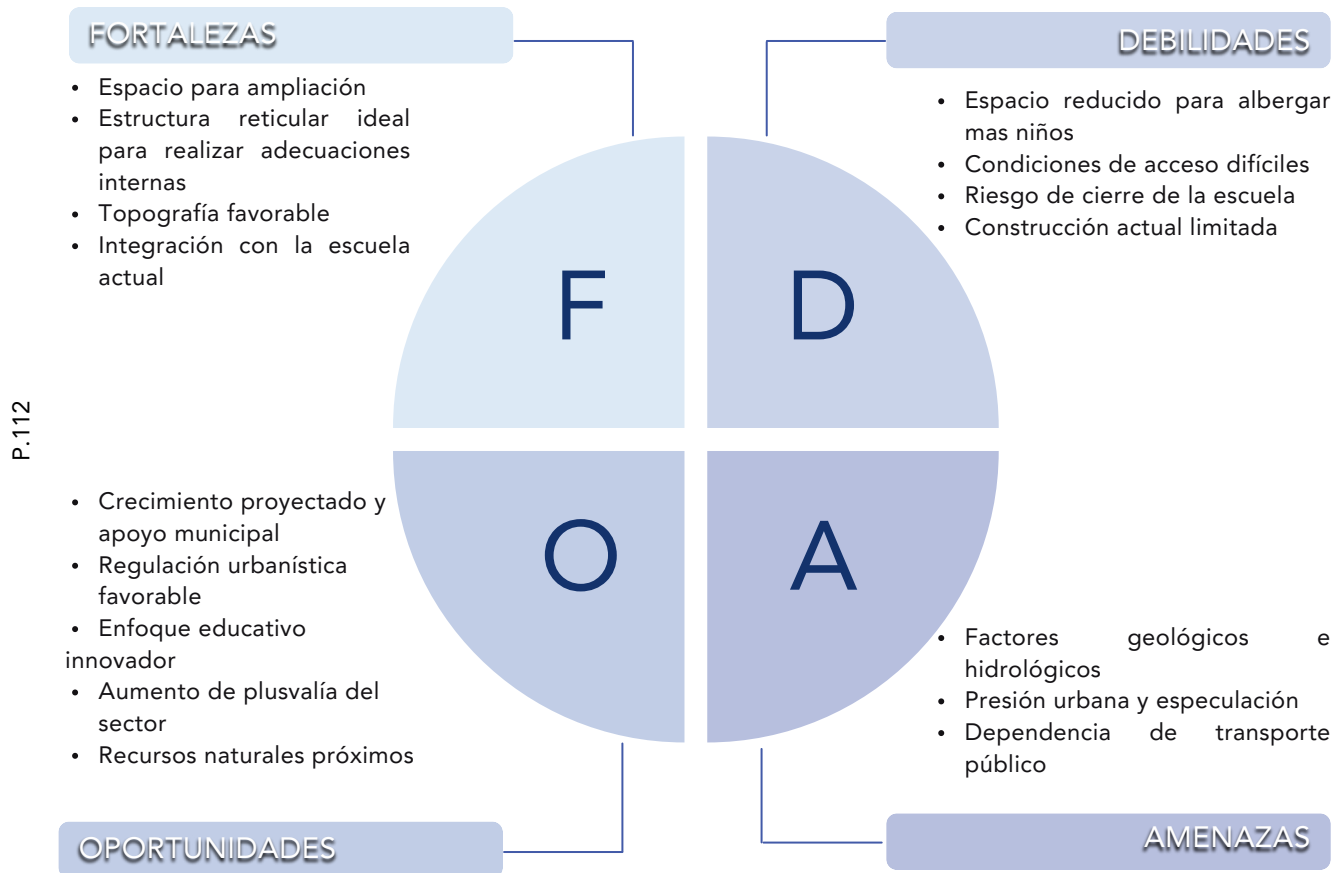 FORTALEZAS
• Espacio para ampliación
• Estructura reticular ideal
para realizar adecuaciones
internas
• Topografía favorable
• Integración con la escuela
actual
DEBILIDADES
• Espacio reducido para albergar
mas niños
• Condiciones de acceso difíciles
• Riesgo de cierre de la escuela
• Construcción actual limitada
F
D
P.112
O
A
• Crecimiento proyectado y
apoyo municipal
• Regulación urbanística
favorable
• Enfoque educativo
innovador
• Aumento de plusvalía del
sector
• Recursos naturales próximos
OPORTUNIDADES
• Factores geológicos e
hidrológicos
• Presión urbana y especulación
• Dependencia de transporte
público
AMENAZAS